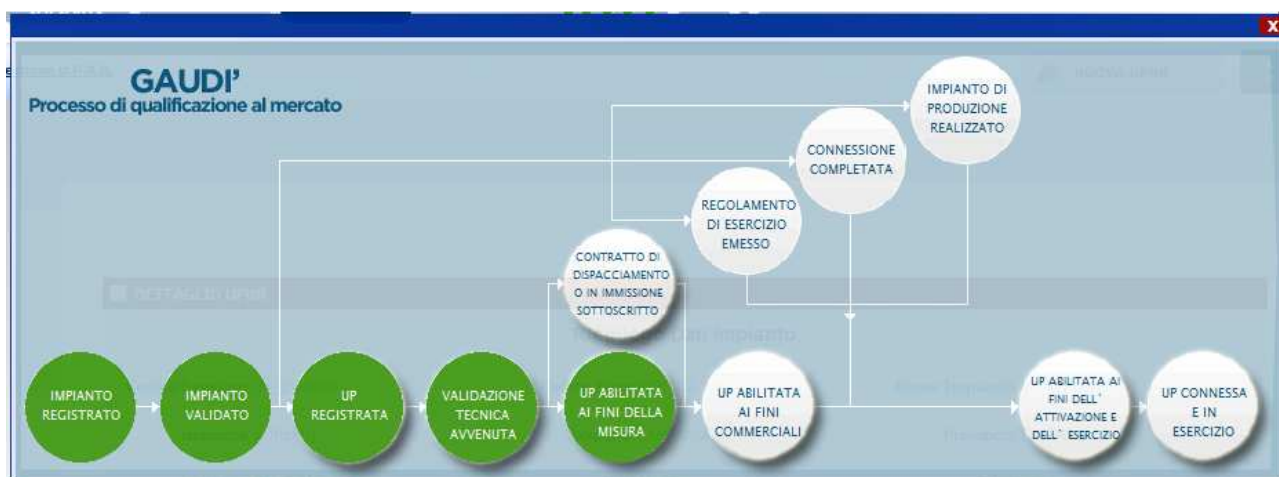 X
GAUDI'
Processo di qualificazione al mercato
IMPIANTO DI
PRODUZIONE
REALIZZATO
CONNESSIONE
COMPLETATA
REGOLAMENTO
DI ESERCIZIO
EMESSO
CONTRATTO DI
DISPACCIAMENTO
O IN IMMISSIONE
SOTTOSCRITTO
DETTAGLIO UP
IMPIANTO
REGISTRATO
IMPIANTO
VALIDATO
UP
REGISTRATA
VALIDAZIONE
TECNICA
AVVENUTA
UP ABILITATA
AI FINI DELLA
MISURA
UP ABILITATA
AI FINI
COMMERCIALI
UP ABILITATA AI
FINI DELL'
ATTIVAZIONE E
DELL' ESERCIZIO
UP CONNESSA
E IN
ESERCIZIO